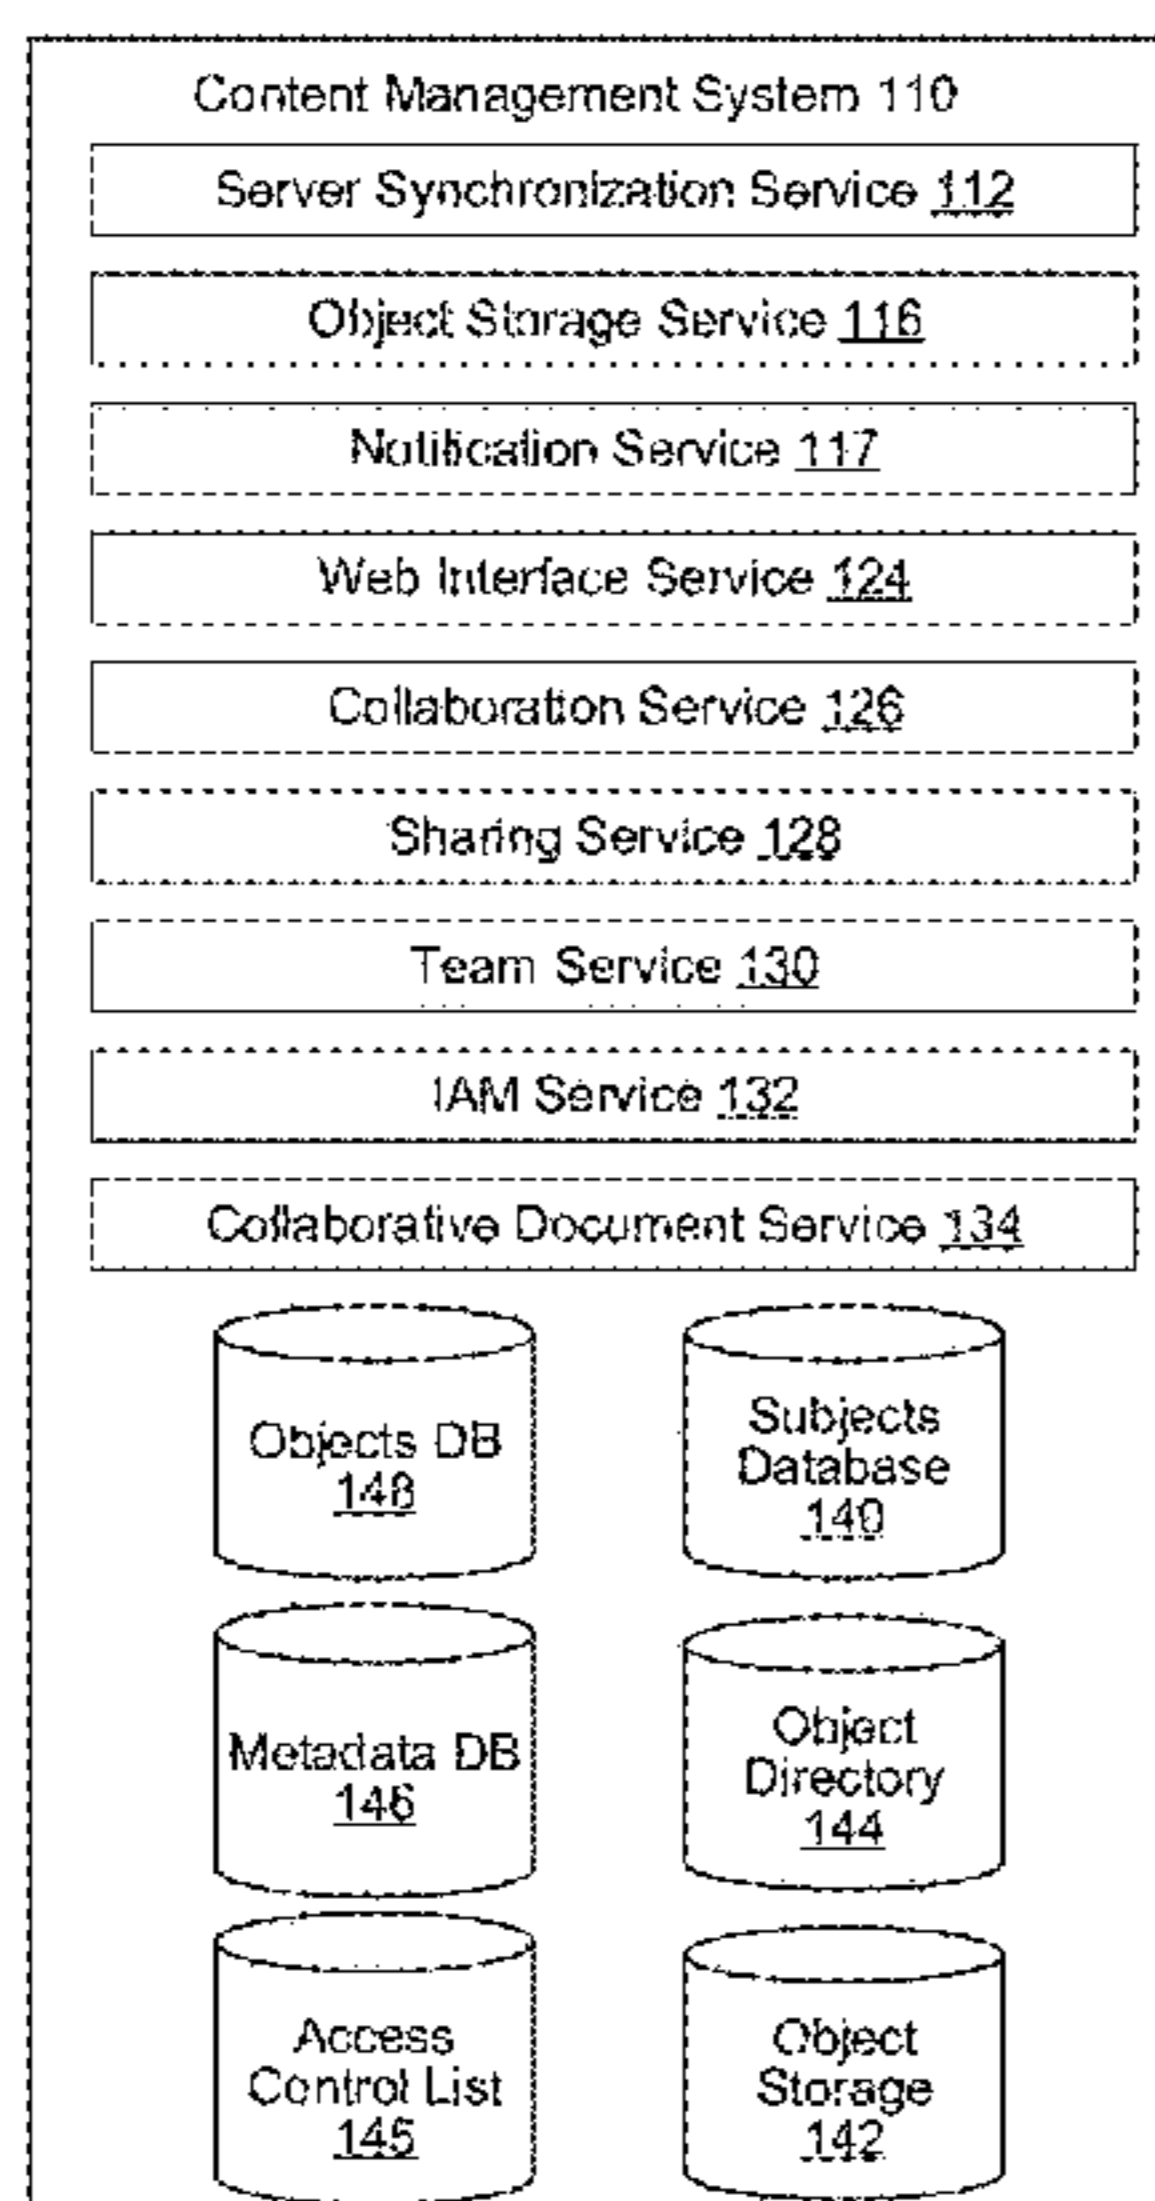 Content Management System 110
Server Synchronization Service 112
Object Storage Service 116
Notification Service 117
Web Interface Service 124
Collaboration Service 126
Sharing Service 128
Team Service 130
IAM Service 132
Collaborative Document Service 134
Objects DB
148
Subjects
Database
140
Metadata DB
146
Object
Directory
144
Access
Control List
145
Object
Storage
142